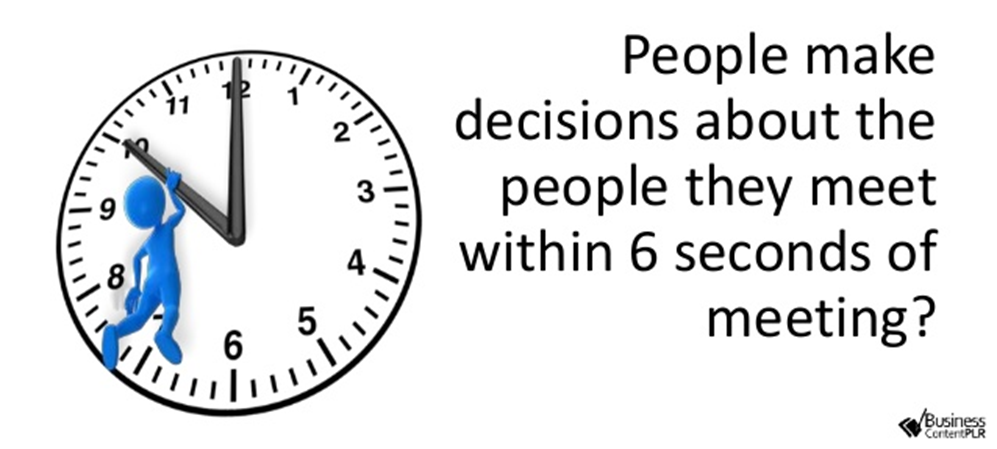 12
11
1
10
2
9
3
8
4
5
6
People make
decisions about the
people they meet
within 6 seconds of
meeting?
Business
ContentPLR